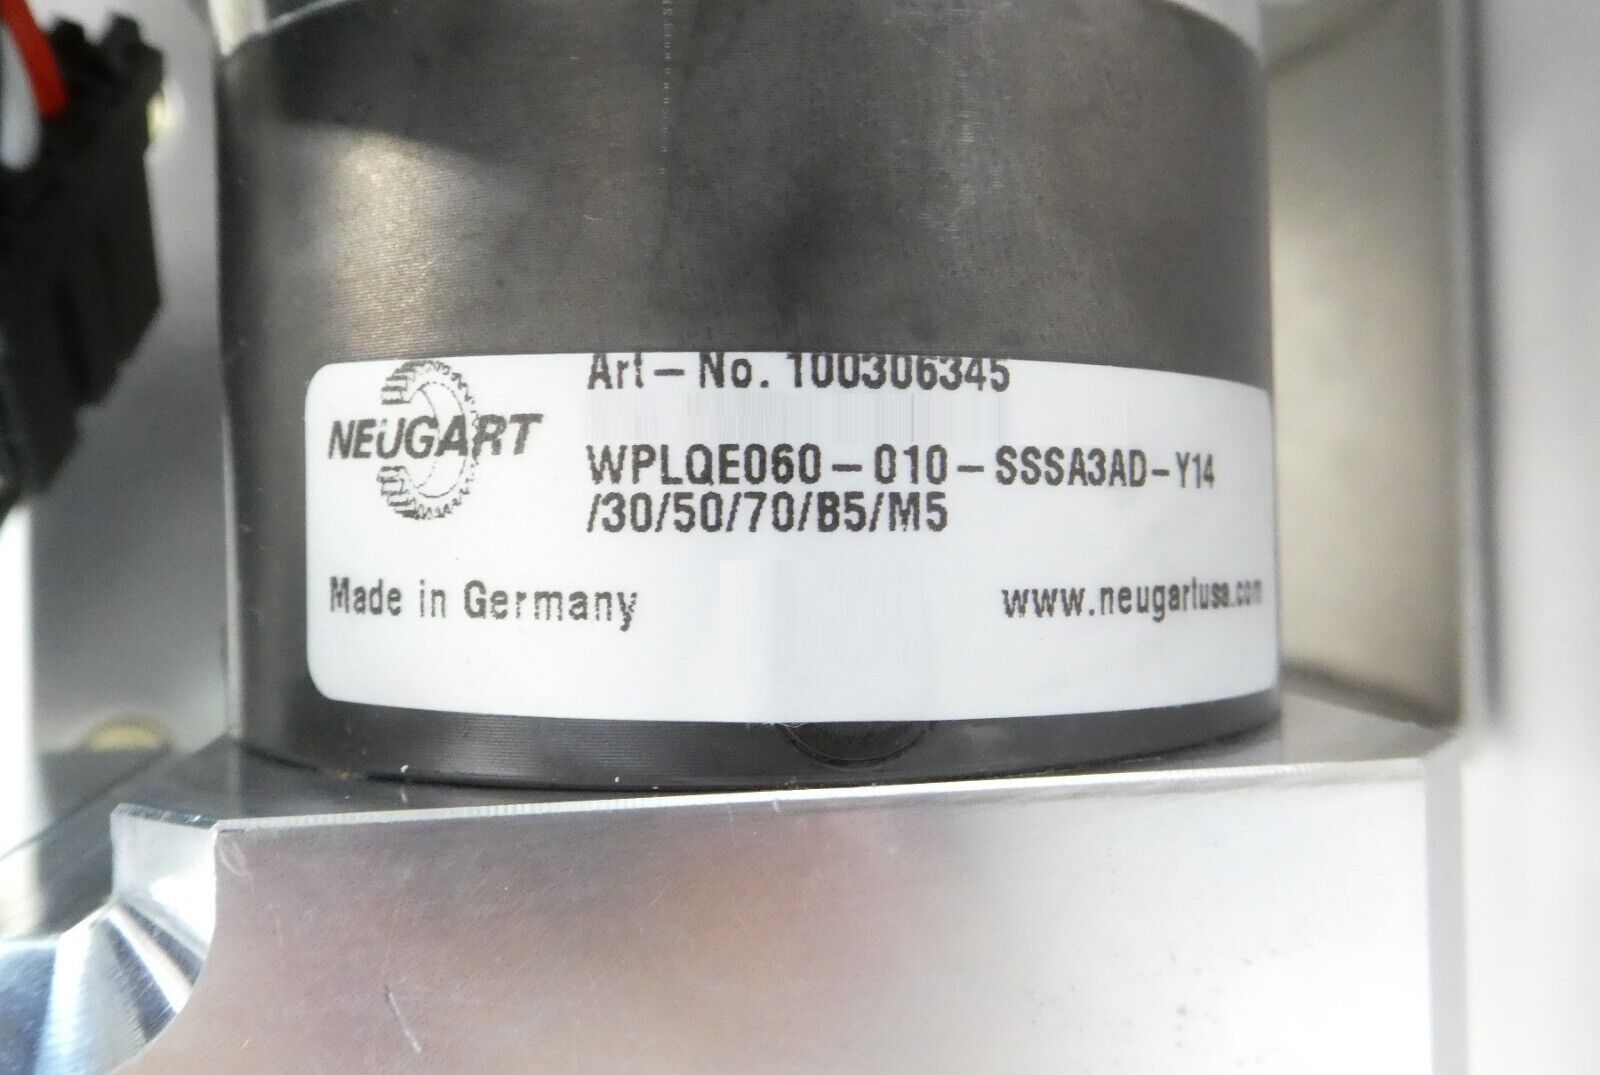 Art-No. 100306345
NEUGART
WPLQE060-010-SSSA3AD-Y14
/30/50/70/B5/M5
Made in Germany
www.neugartusa.com